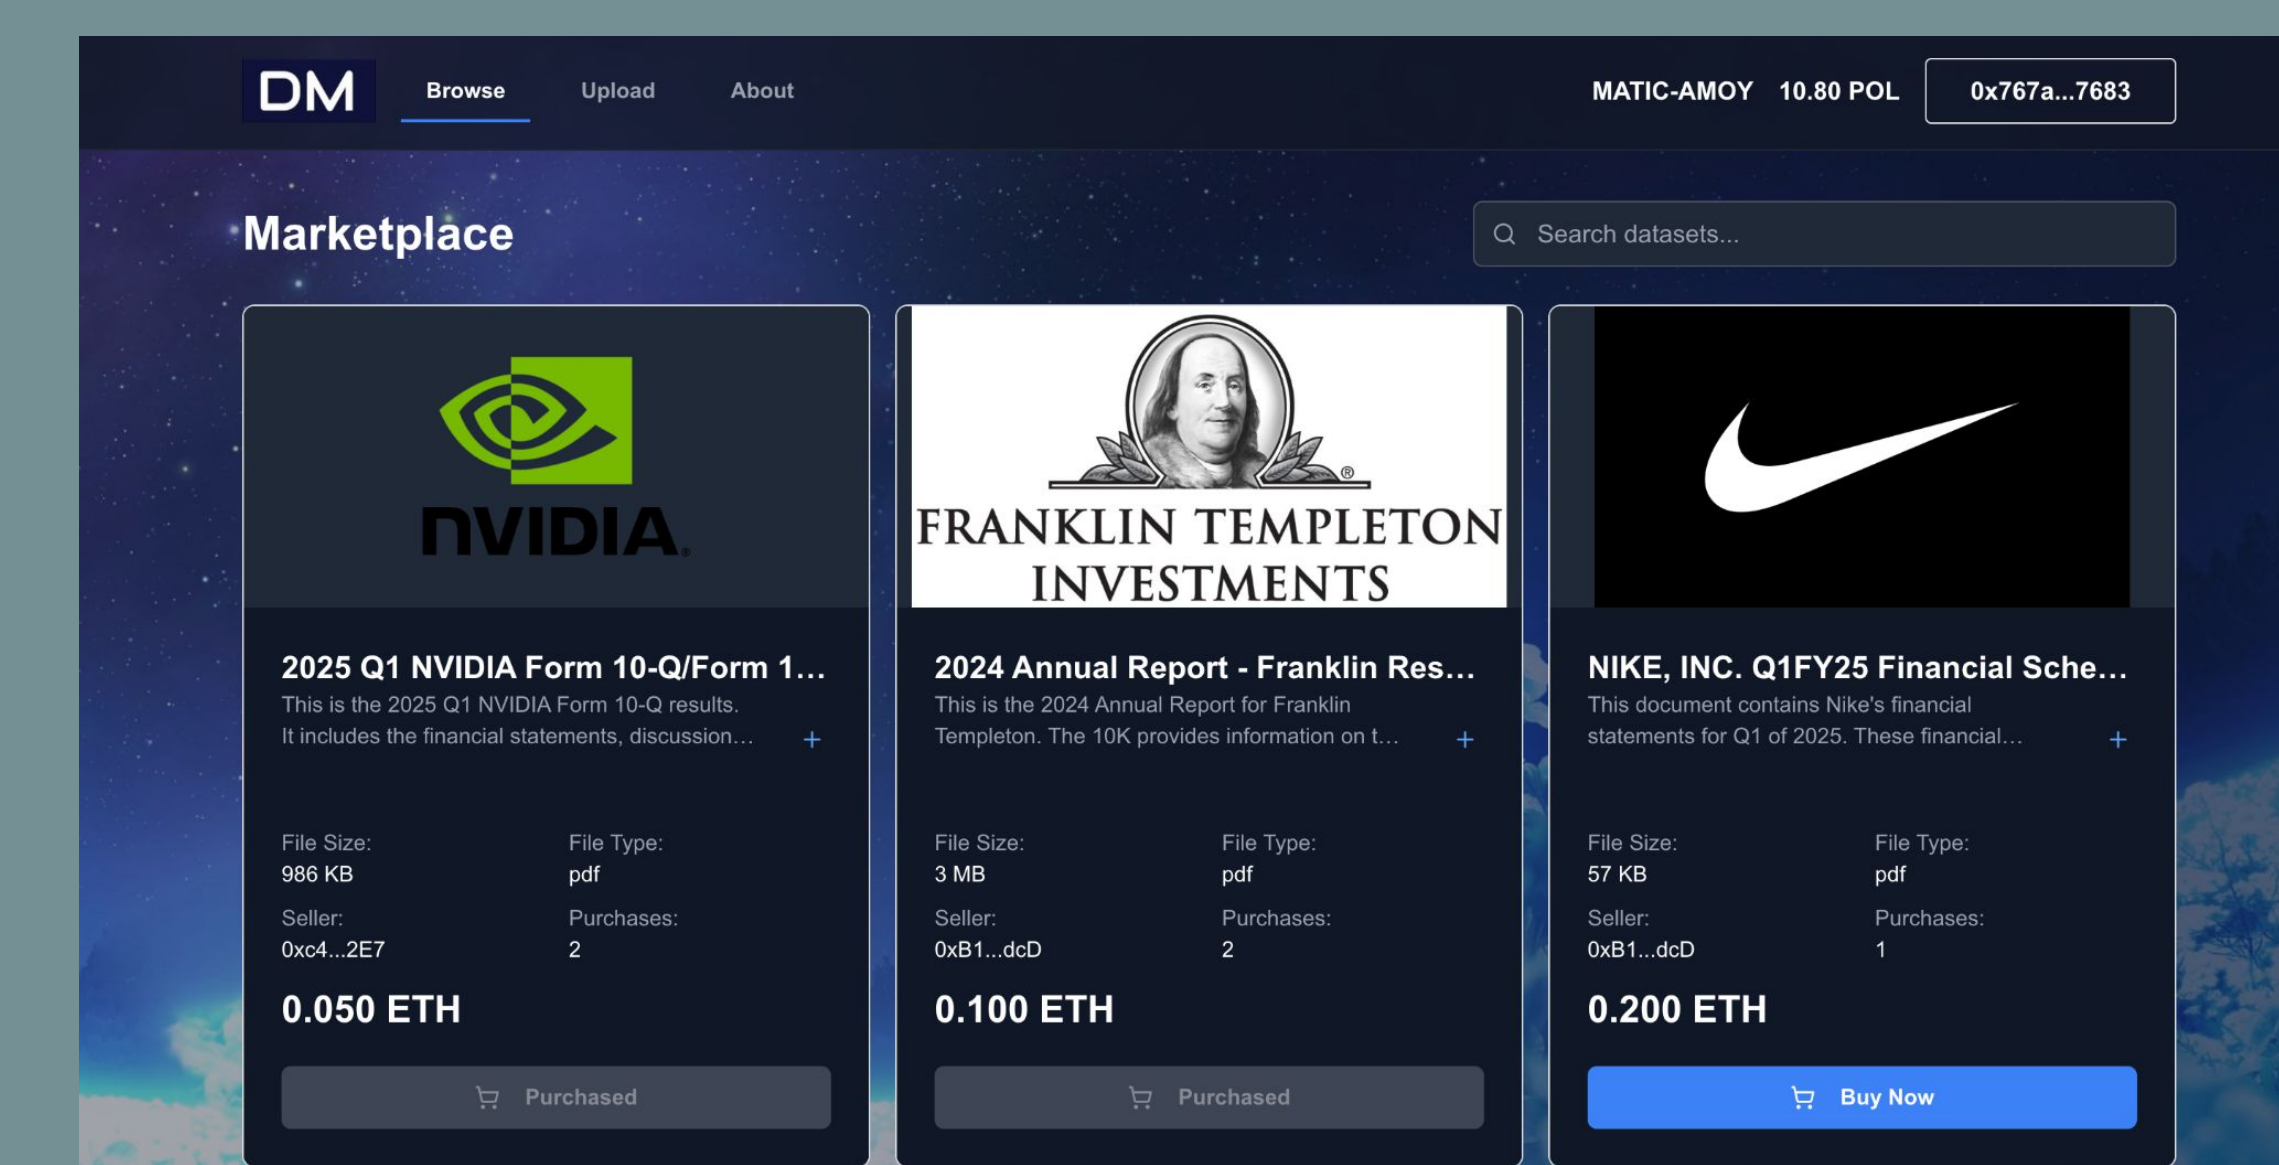 DM
Browse
Upload
About
MATIC-AMOY
10.80 POL
0x767a...7683
Marketplace
Search datasets...
NVIDIA®
2025 Q1 NVIDIA Form 10-Q/Form 1...
This is the 2025 Q1 NVIDIA Form 10-Q results.
It includes the financial statements, discussion... +
File Size:
986 KB
File Type:
pdf
Seller:
0xc4...2E7
Purchases:
2
0.050 ETH
Purchased
®
FRANKLIN TEMPLETON
INVESTMENTS
2024 Annual Report - Franklin Res...
This is the 2024 Annual Report for Franklin
Templeton. The 10K provides information on t... +
File Size:
3 MB
File Type:
pdf
Seller:
0xB1...dcD
Purchases:
2
0.100 ETH
Purchased
NIKE, INC. Q1FY25 Financial Sche...
This document contains Nike's financial
statements for Q1 of 2025. These financial... +
File Size:
57 KB
File Type:
pdf
Seller:
0xB1...dcD
Purchases:
1
0.200 ETH
Buy Now